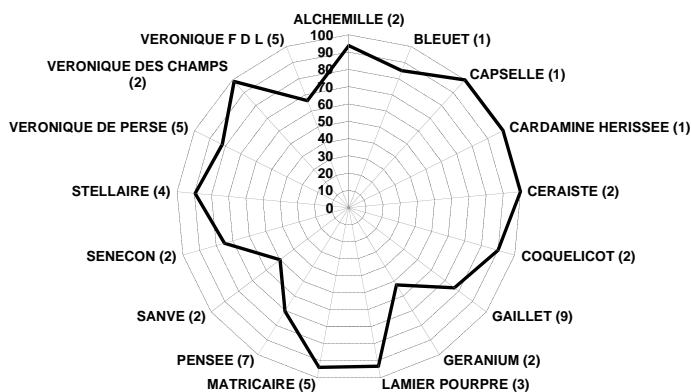 ALCHEMILLE (2)
VERONIQUE F D L (5)
BLEUET (1)
VERONIQUE DES CHAMPS
(2)
CAPSELLE (1)
VERONIQUE DE PERSE (5)
CARDAMINE HERISSEE (1)
STELLAIRE (4)
CERAISTE (2)
SENECON (2)
COQUELICOT (2)
SANVE (2)
GAILLET (9)
PENSEE (7)
GERANIUM (2)
MATRICAIRE (5)
LAMIER POURPRE (3)
100
90
80
70
60
50
40
30
20
10
0